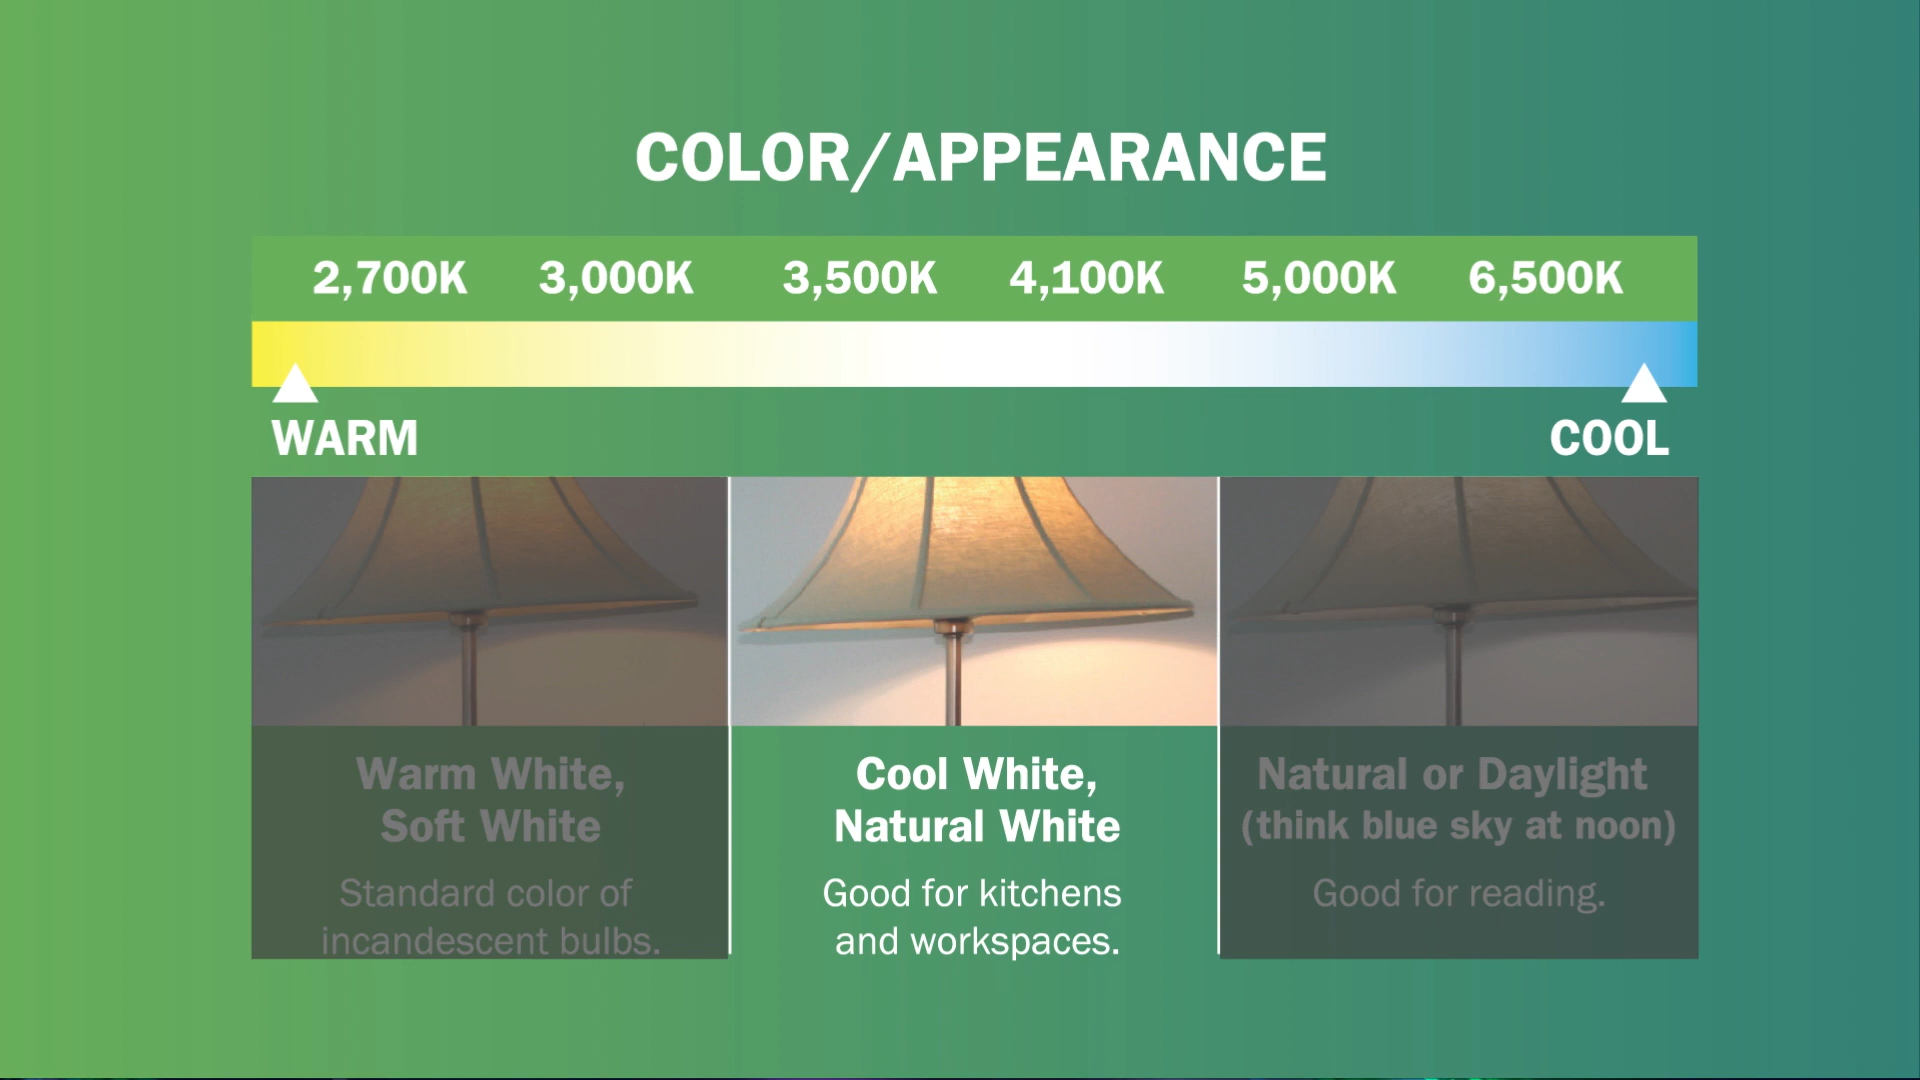 COLOR/APPEARANCE
2,700K 3,000K 3,500K 4,100K 5,000K 6,500K
WARM COOL
Warm White,
Soft White
Standard color of
incandescent bulbs.
Cool White,
Natural White
Good for kitchens
and workspaces.
Natural or Daylight
(think blue sky at noon)
Good for reading.